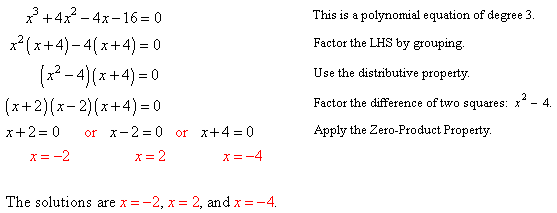 x³ + 4x² − 4x − 16 = 0 This is a polynomial equation of degree 3.
x²(x + 4) − 4(x + 4) = 0 Factor the LHS by grouping.
(x² − 4)(x + 4) = 0 Use the distributive property.
(x + 2)(x − 2)(x + 4) = 0 Factor the difference of two squares: x² − 4.
x + 2 = 0 or x − 2 = 0 or x + 4 = 0 Apply the Zero-Product Property.
x = −2 x = 2 x = −4
The solutions are x = −2, x = 2, and x = −4.